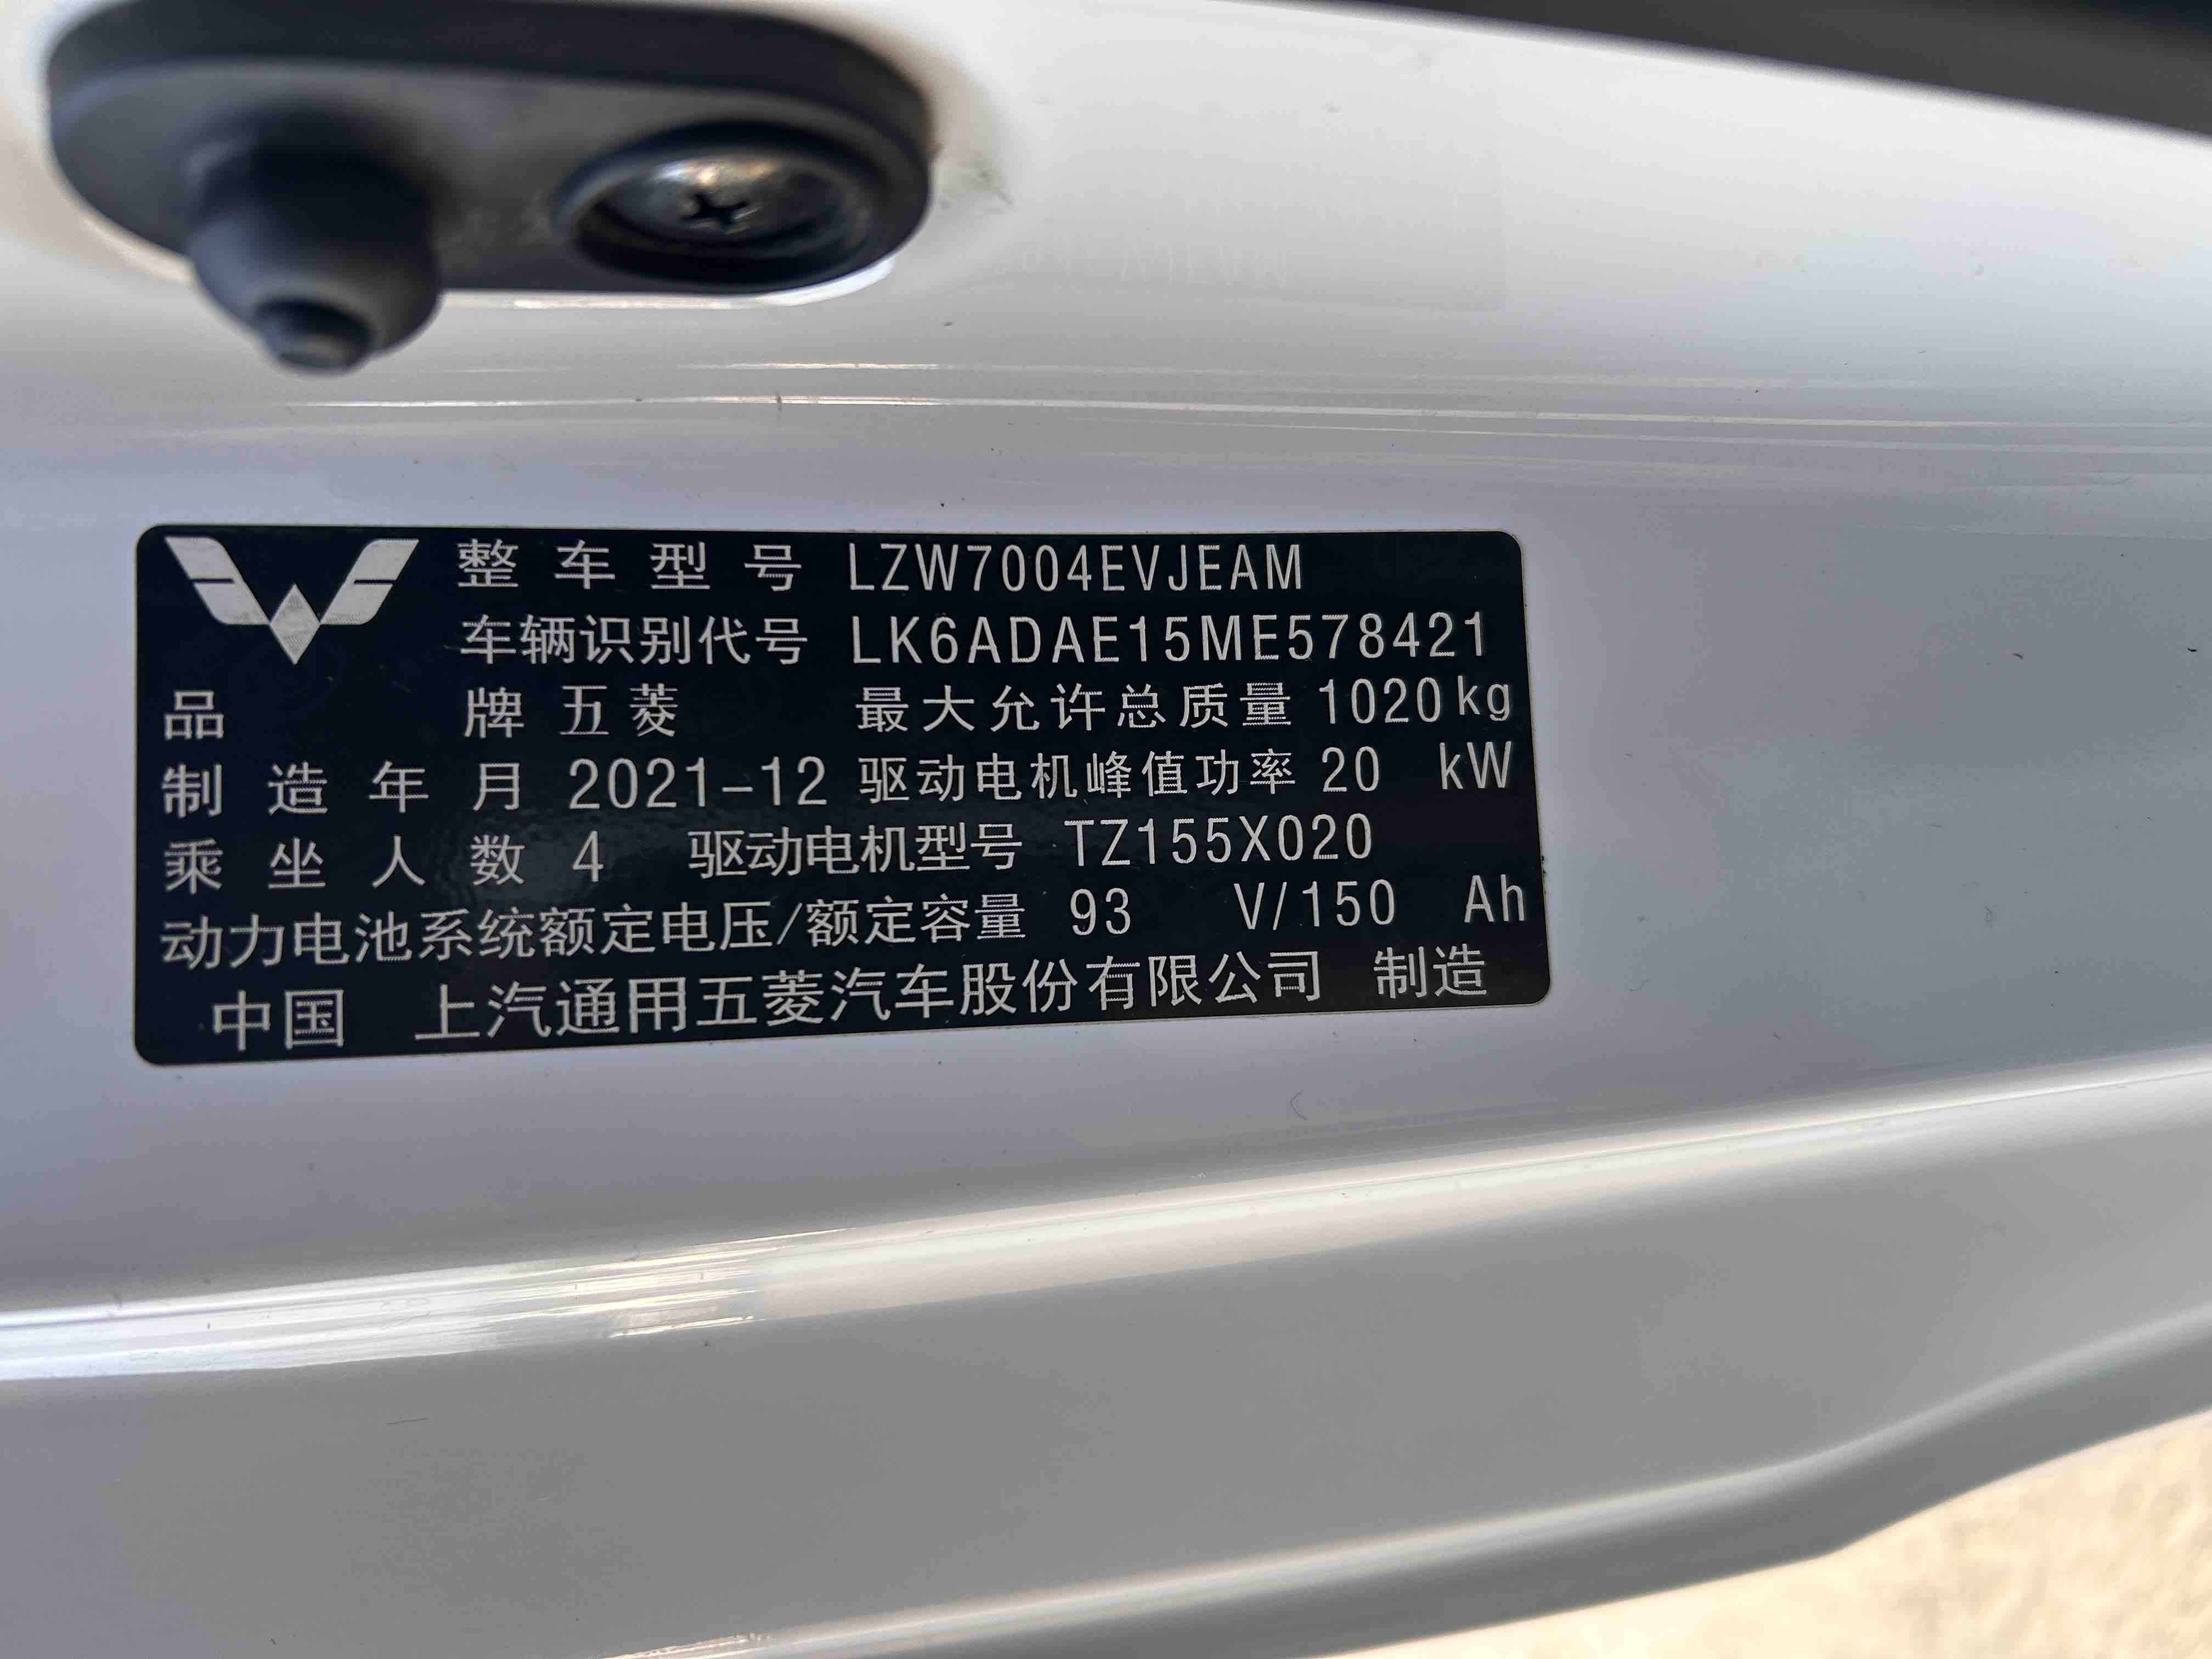 整车型号 LZW7004EVJEAM
车辆识别代号 LK6ADAE15ME578421
品牌 五菱 最大允许总质量 1020kg
制造年月 2021-12 驱动电机峰值功率 20 kW
乘坐人数 4 驱动电机型号 TZ155X020
动力电池系统额定电压/额定容量 93 V/150 Ah
中国 上汽通用五菱汽车股份有限公司 制造